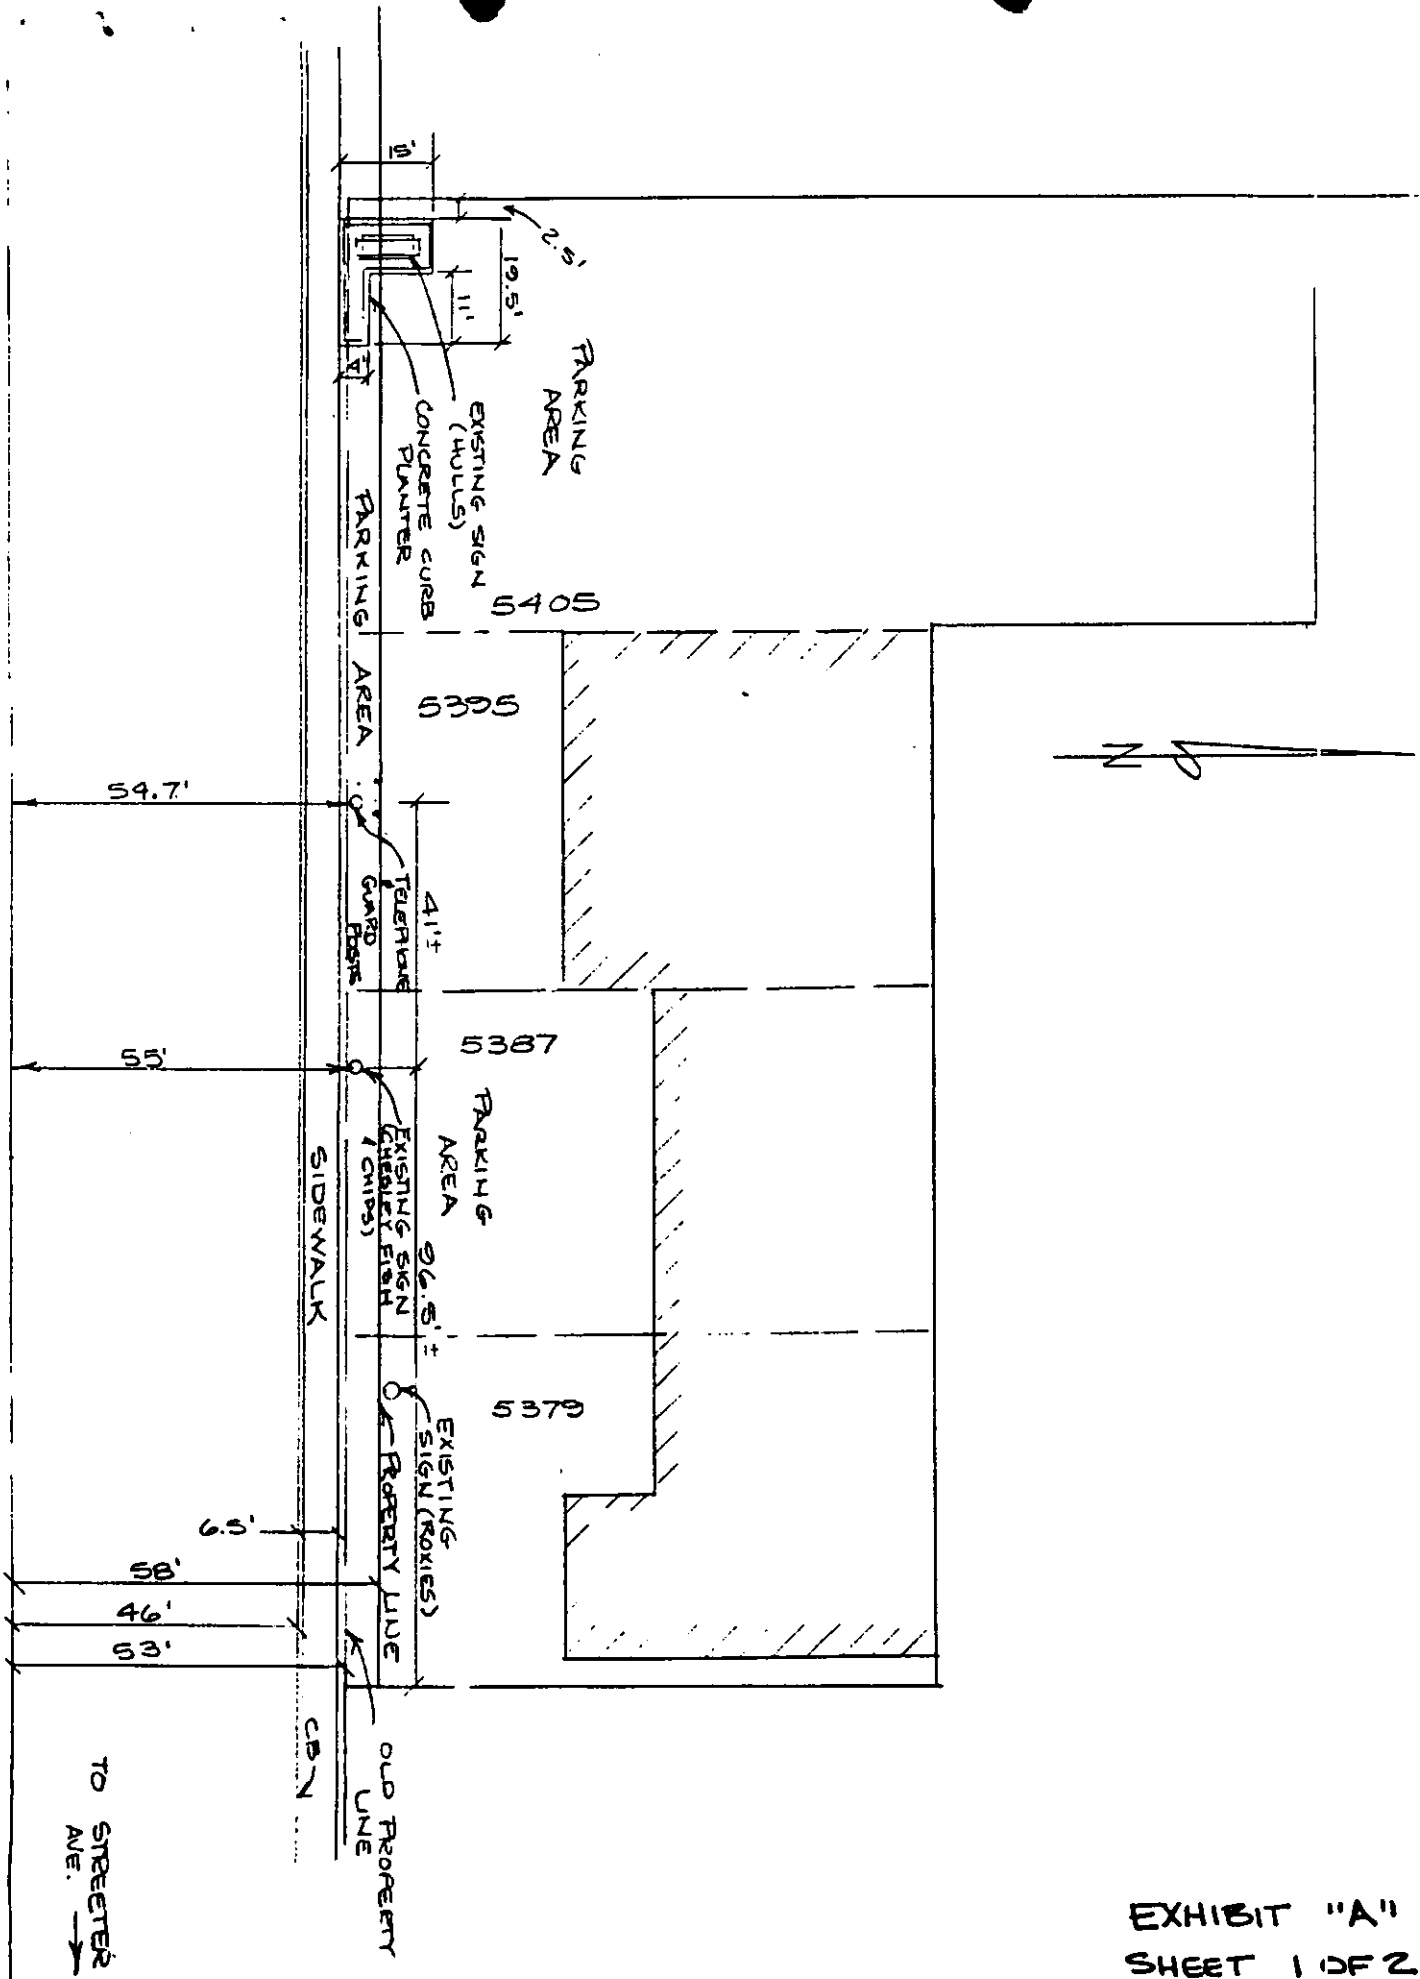 15'
2.5'
19.5'
11'
4'
PARKING
AREA
EXISTING SIGN
(HULLS)
CONCRETE CURB
PLANTER
PARKING AREA
5405
5395
N
54.7'
41'±
TELEPHONE
GUARD
POSTS
5387
55'
PARKING
AREA
EXISTING SIGN
(CHEDLEY FISH
& CHIPS)
SIDEWALK
96.5'±
5379
EXISTING
SIGN (ROXIES)
PROPERTY LINE
6.5'
58'
46'
53'
CB
OLD PROPERTY
LINE
TO STREETER
AVE.
EXHIBIT "A"
SHEET 1 OF 2